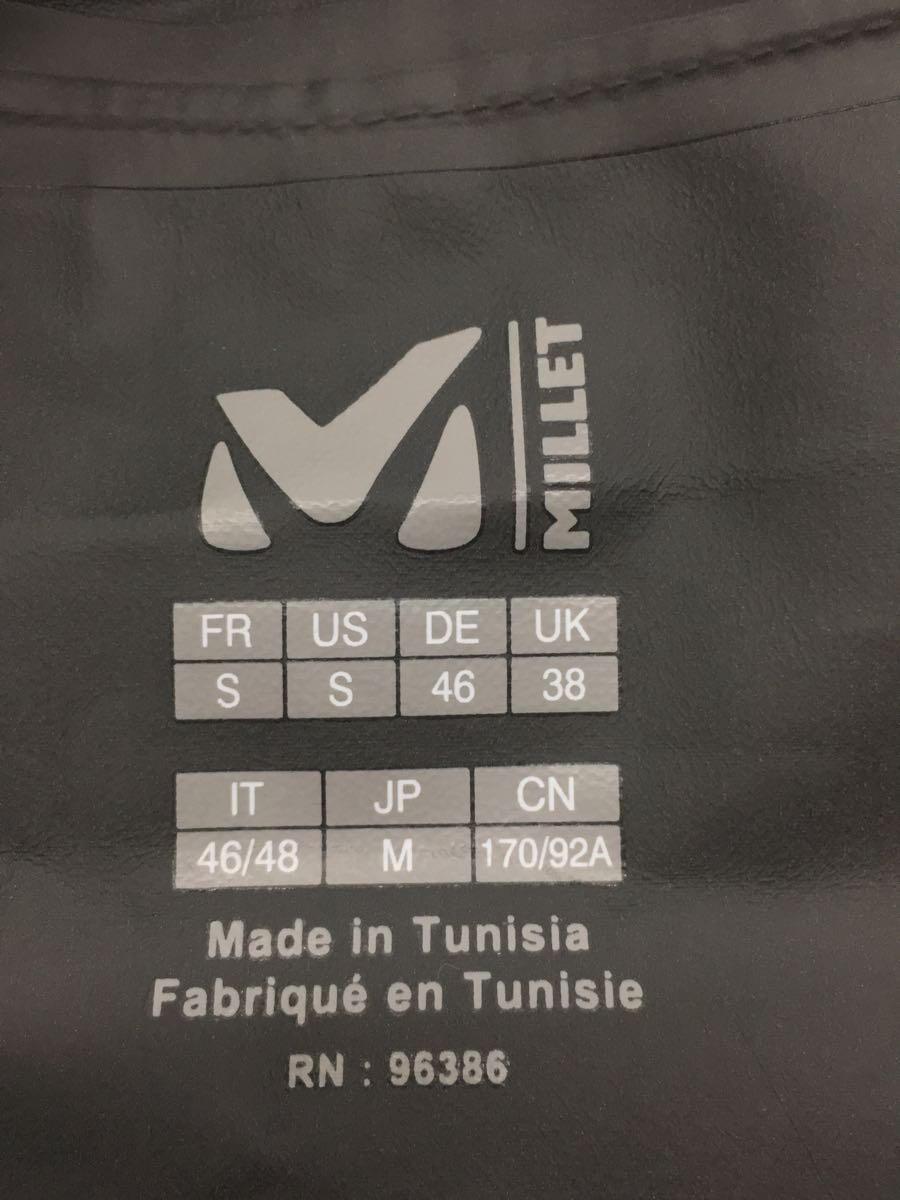 MILLET
FR US DE UK
S S 46 38
IT JP CN
46/48 M 170/92A
Made in Tunisia
Fabriqué en Tunisie
RN : 96386